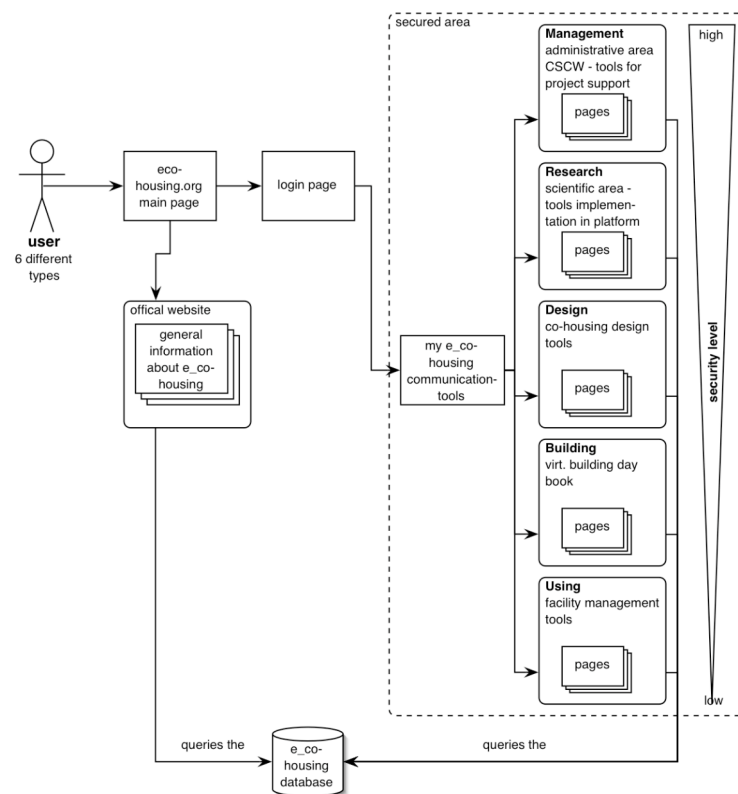 secured area
Management
administrative area
CSCW - tools for
project support
pages
high
eco-
housing.org
main page
login page
Research
scientific area -
tools implemen-
tation in platform
pages
user
6 different
types
offical website
general
information
about e_co-
housing
my e_co-
housing
communication-
tools
Design
co-housing design
tools
pages
security level
Building
virt. building day
book
pages
Using
facility management
tools
pages
low
queries the
e_co-
housing
database
queries the